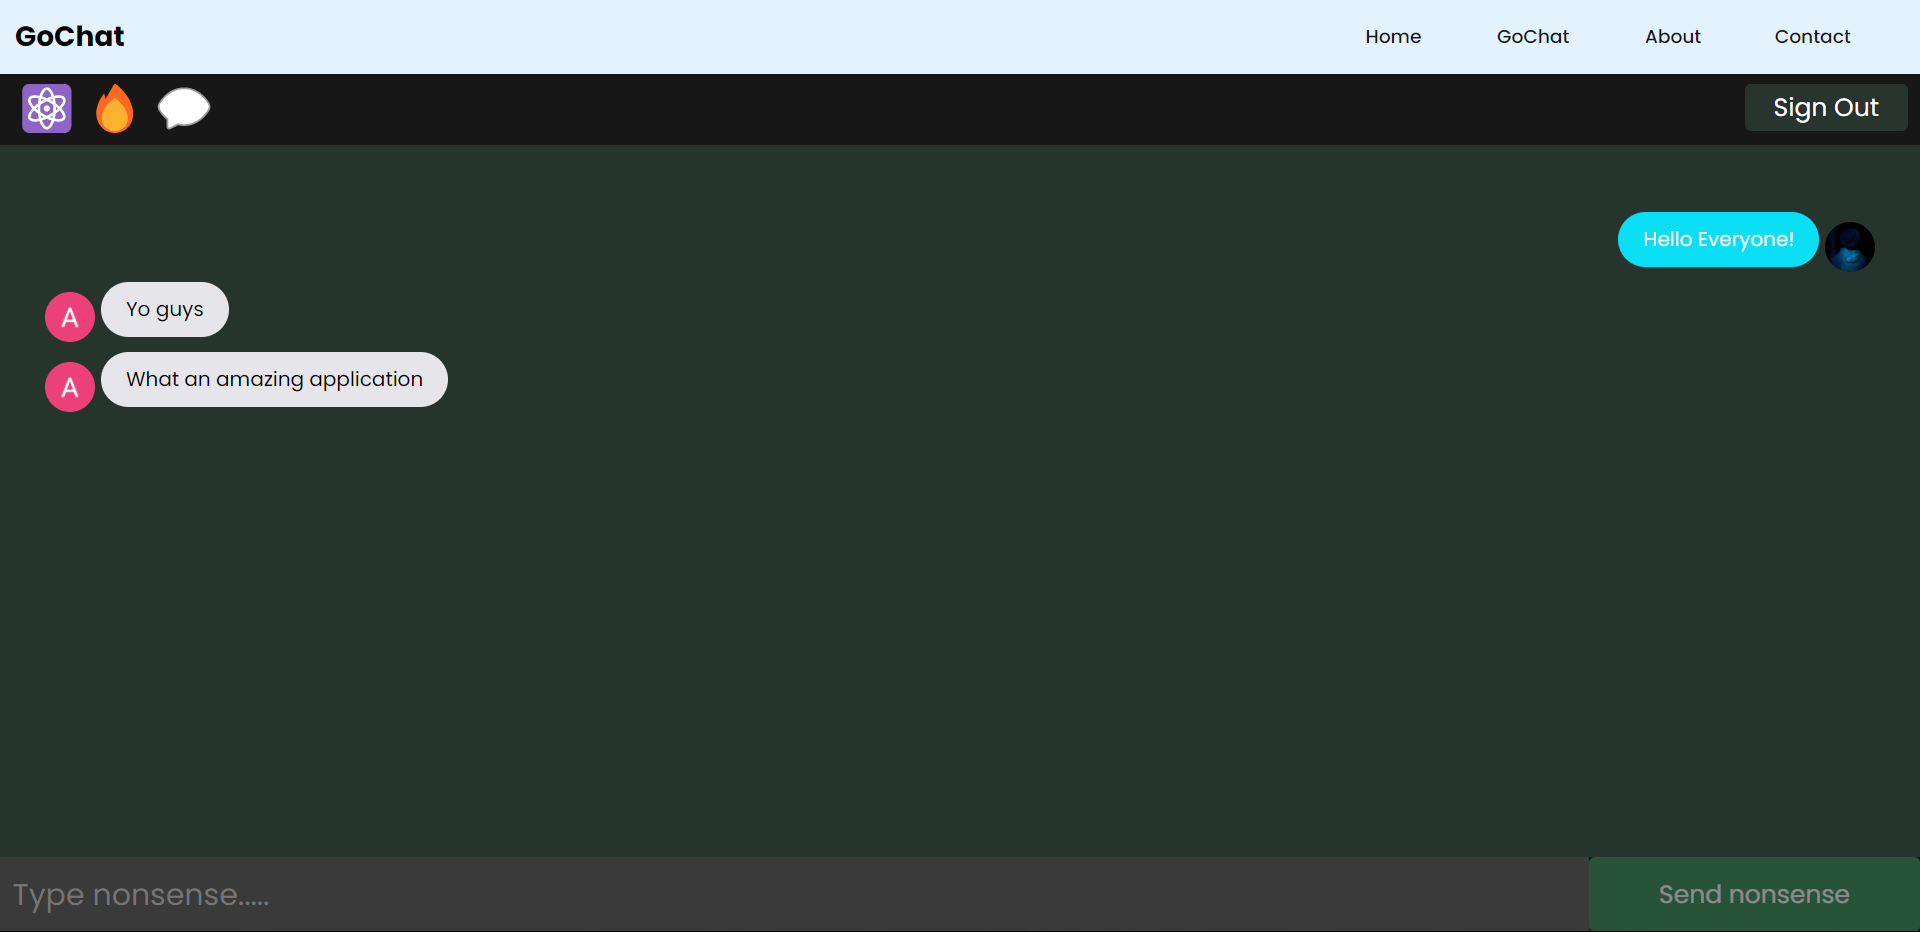 GoChat
Home GoChat About Contact
Sign Out
Hello Everyone!
A
Yo guys
A
What an amazing application
Type nonsense.....
Send nonsense